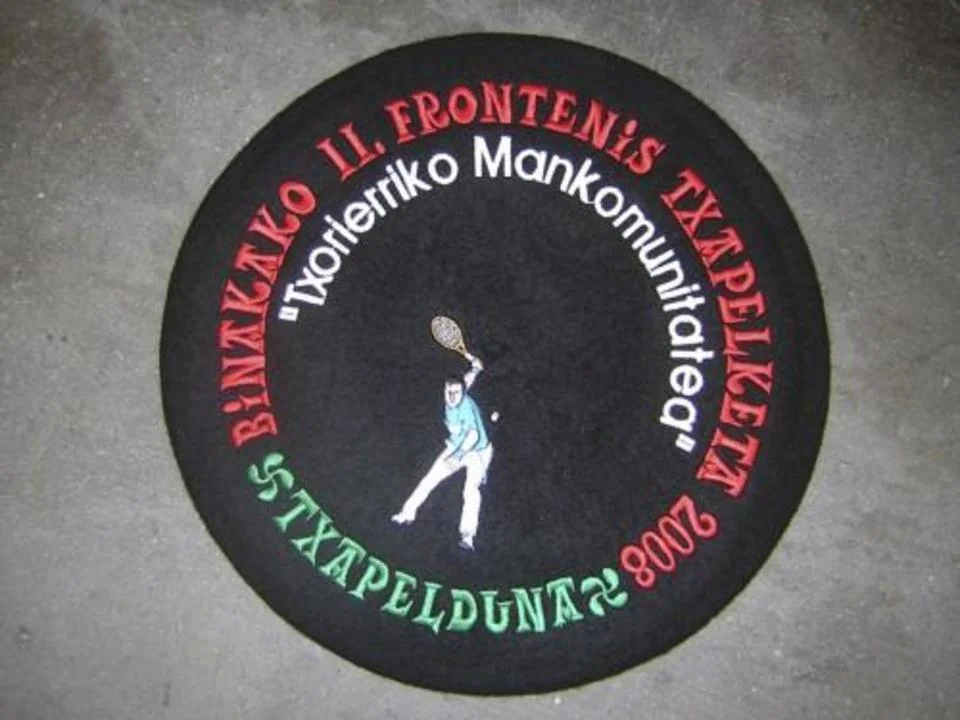 BiNAKAKO II. FRONTENiS TXAPELKETA 2008
"Txorierriko Mankomunitatea"
TXAPELDUNA